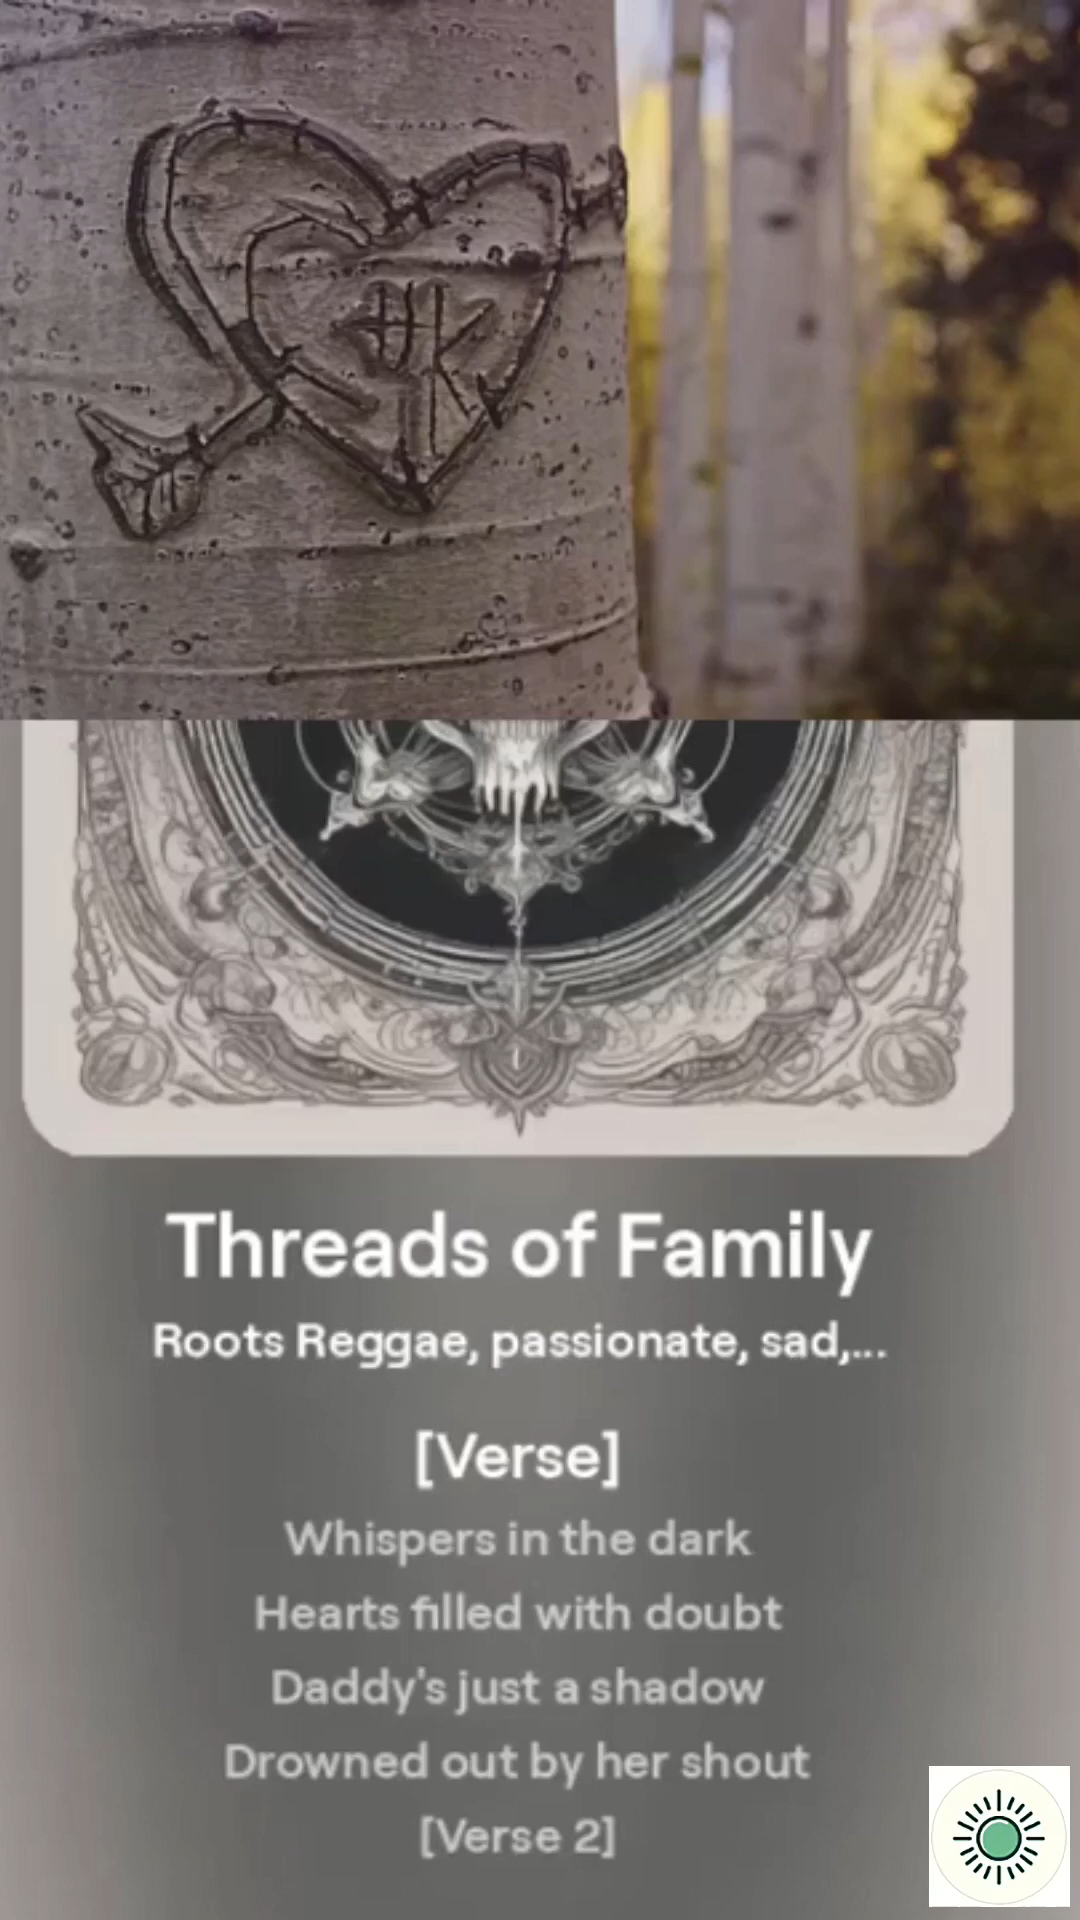 Threads of Family
Roots Reggae, passionate, sad,...
[Verse]
Whispers in the dark
Hearts filled with doubt
Daddy's just a shadow
Drowned out by her shout
[Verse 2]